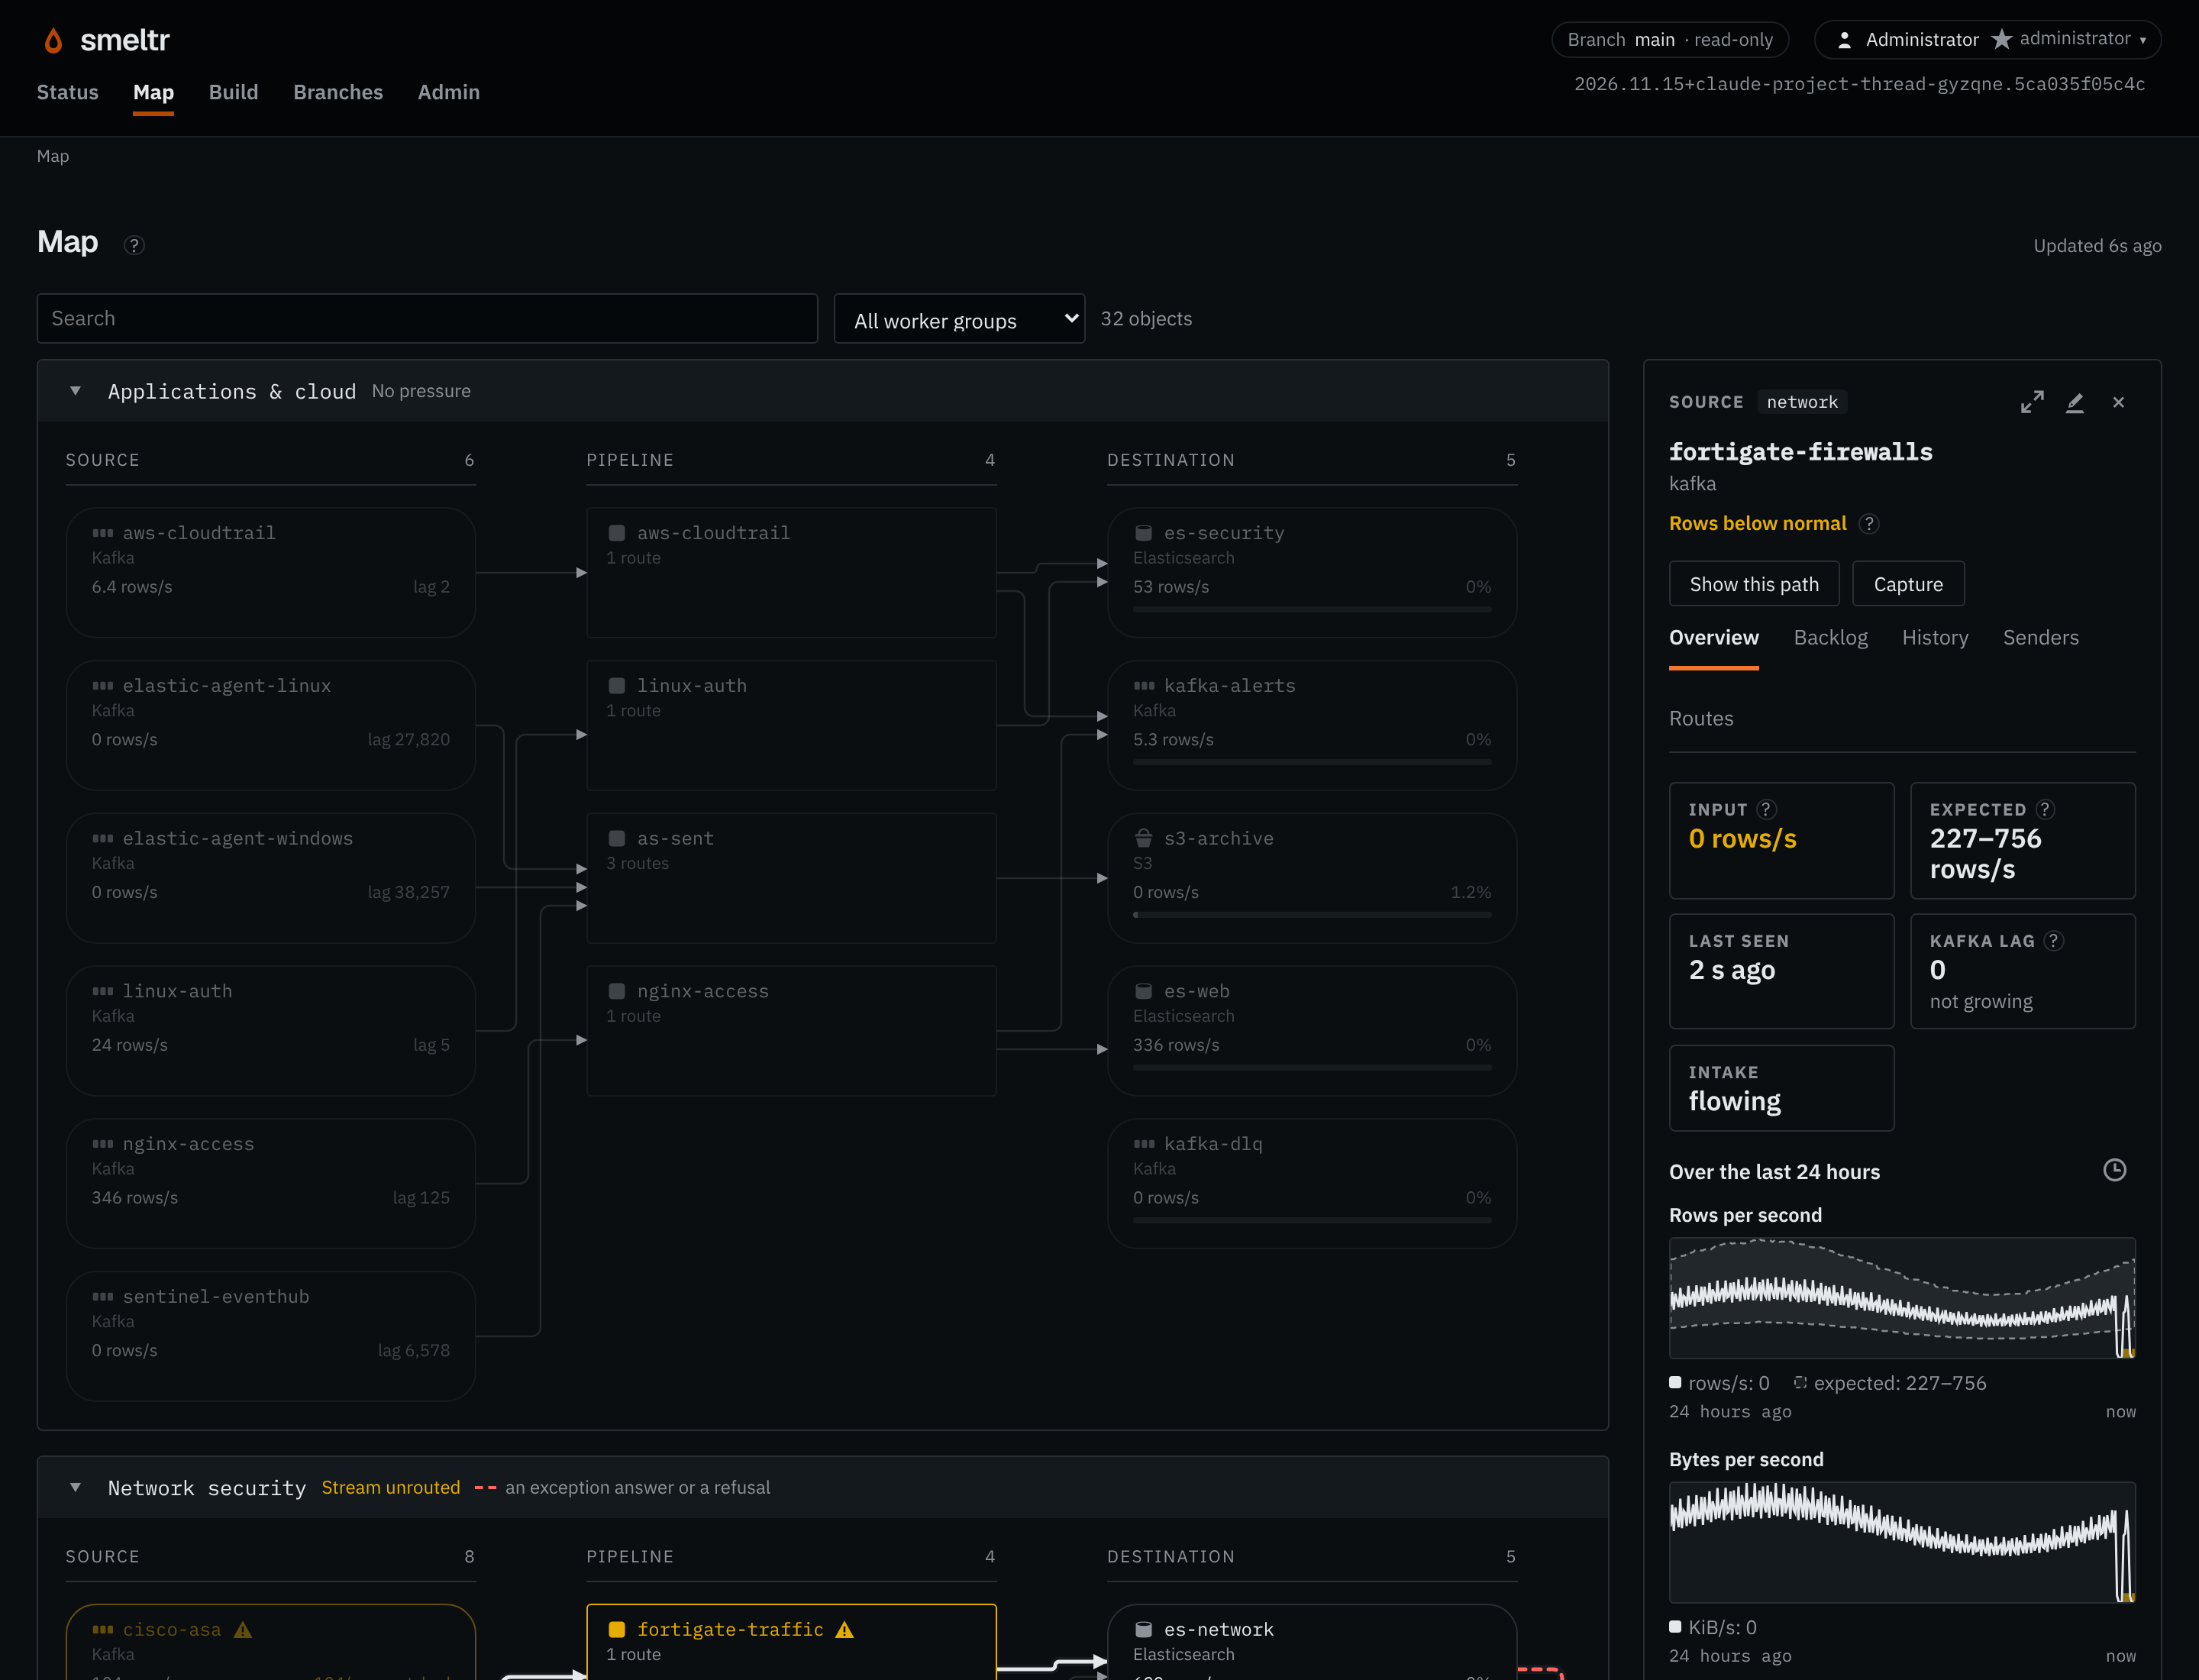 smeltr
Branch main · read-only
Administrator ★ administrator ▾
Status Map Build Branches Admin
2026.11.15+claude-project-thread-gyzqne.5ca035f05c4c
Map
Map ?
Updated 6s ago
Search
All worker groups
32 objects
Applications & cloud No pressure
SOURCE 6
PIPELINE 4
DESTINATION 5
aws-cloudtrail
Kafka
6.4 rows/s lag 2
elastic-agent-linux
Kafka
0 rows/s lag 27,820
elastic-agent-windows
Kafka
0 rows/s lag 38,257
linux-auth
Kafka
24 rows/s lag 5
nginx-access
Kafka
346 rows/s lag 125
sentinel-eventhub
Kafka
0 rows/s lag 6,578
aws-cloudtrail
1 route
linux-auth
1 route
as-sent
3 routes
nginx-access
1 route
es-security
Elasticsearch
53 rows/s 0%
kafka-alerts
Kafka
5.3 rows/s 0%
s3-archive
S3
0 rows/s 1.2%
es-web
Elasticsearch
336 rows/s 0%
kafka-dlq
Kafka
0 rows/s 0%
Network security Stream unrouted -- an exception answer or a refusal
SOURCE 8
PIPELINE 4
DESTINATION 5
cisco-asa
Kafka
fortigate-traffic
1 route
es-network
Elasticsearch
SOURCE network
×
fortigate-firewalls
kafka
Rows below normal ?
Show this path Capture
Overview Backlog History Senders
Routes
INPUT ?
0 rows/s
EXPECTED ?
227–756
rows/s
LAST SEEN
2 s ago
KAFKA LAG ?
0
not growing
INTAKE
flowing
Over the last 24 hours
Rows per second
rows/s: 0 expected: 227–756
24 hours ago now
Bytes per second
KiB/s: 0
24 hours ago now